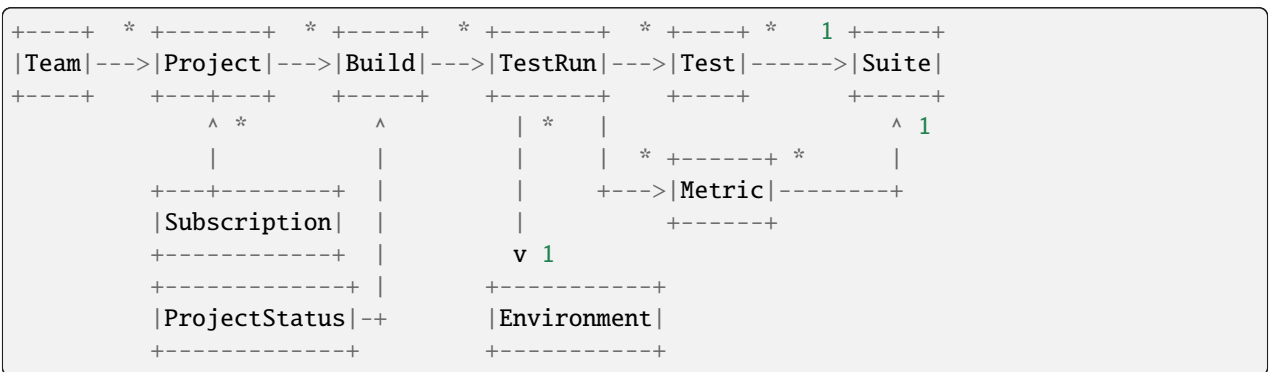 +----+  * +-------+  * +-----+  * +-------+  * +----+ *   1 +-----+
|Team|--->|Project|--->|Build|--->|TestRun|--->|Test|------>|Suite|
+----+    +---+---+    +-----+    +-------+    +----+       +-----+
              ^ *         ^         | *   |                    ^ 1
              |           |         |     |  * +------+ *      |
          +---+--------+  |         |     +--->|Metric|--------+
          |Subscription|  |         |          +------+
          +------------+  |         v 1
          +-------------+ |       +-----------+
          |ProjectStatus|-+       |Environment|
          +-------------+         +-----------+